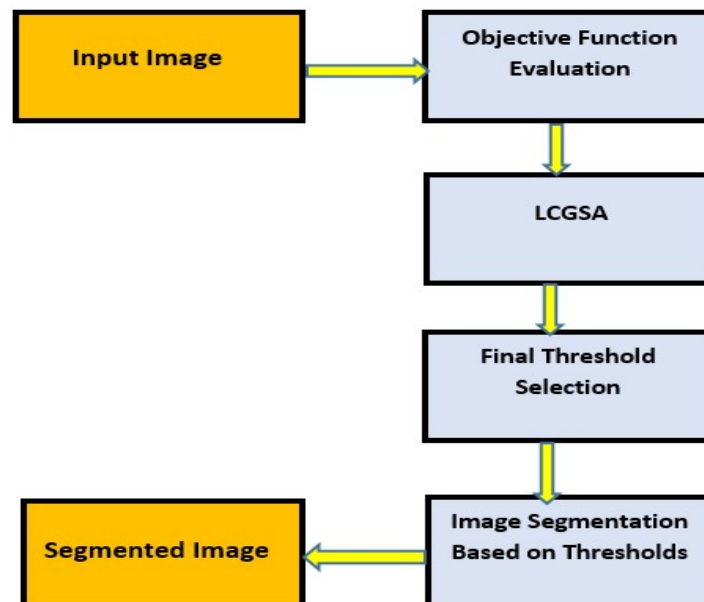 Input Image
Objective Function
Evaluation
LCGSA
Final Threshold
Selection
Image Segmentation
Based on Thresholds
Segmented Image